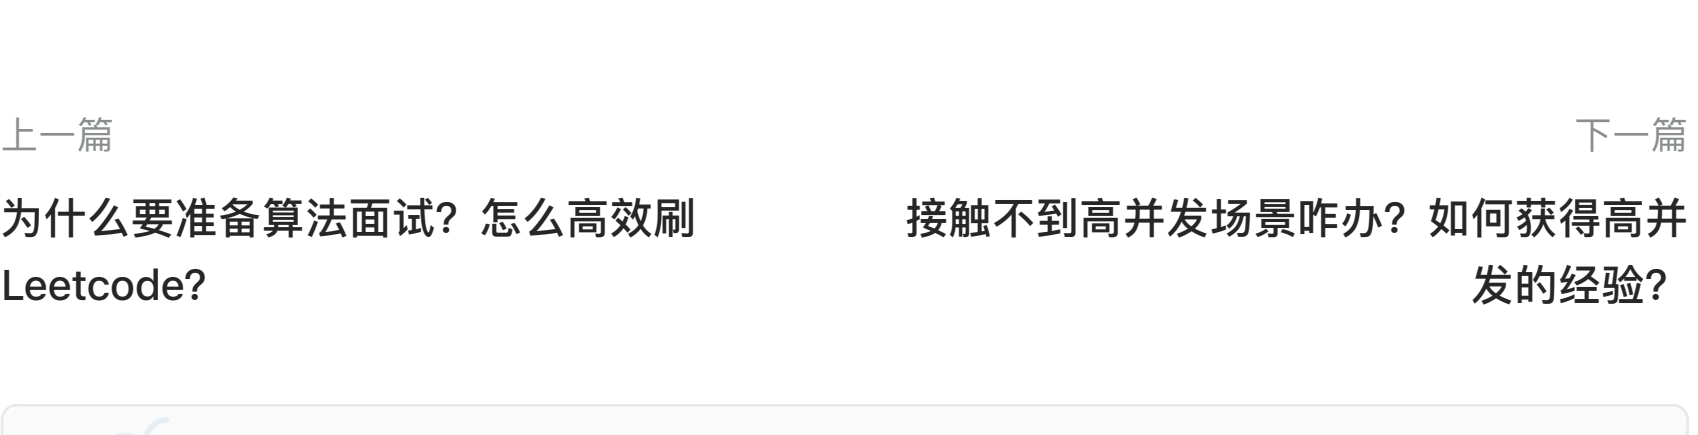 上一篇
为什么要准备算法面试？怎么高效刷
Leetcode？
下一篇
接触不到高并发场景咋办？如何获得高并
发的经验？